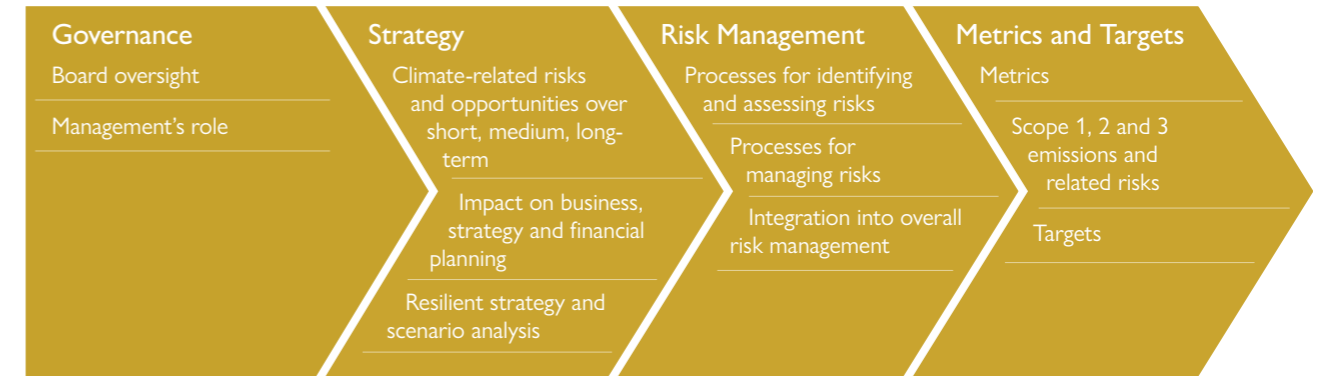 Governance
Board oversight
Management’s role
Strategy
Climate-related risks
and opportunities over
short, medium, long-
term
Impact on business,
strategy and financial
planning
Resilient strategy and
scenario analysis
Risk Management
Processes for identifying
and assessing risks
Processes for
managing risks
Integration into overall
risk management
Metrics and Targets
Metrics
Scope 1, 2 and 3
emissions and
related risks
Targets